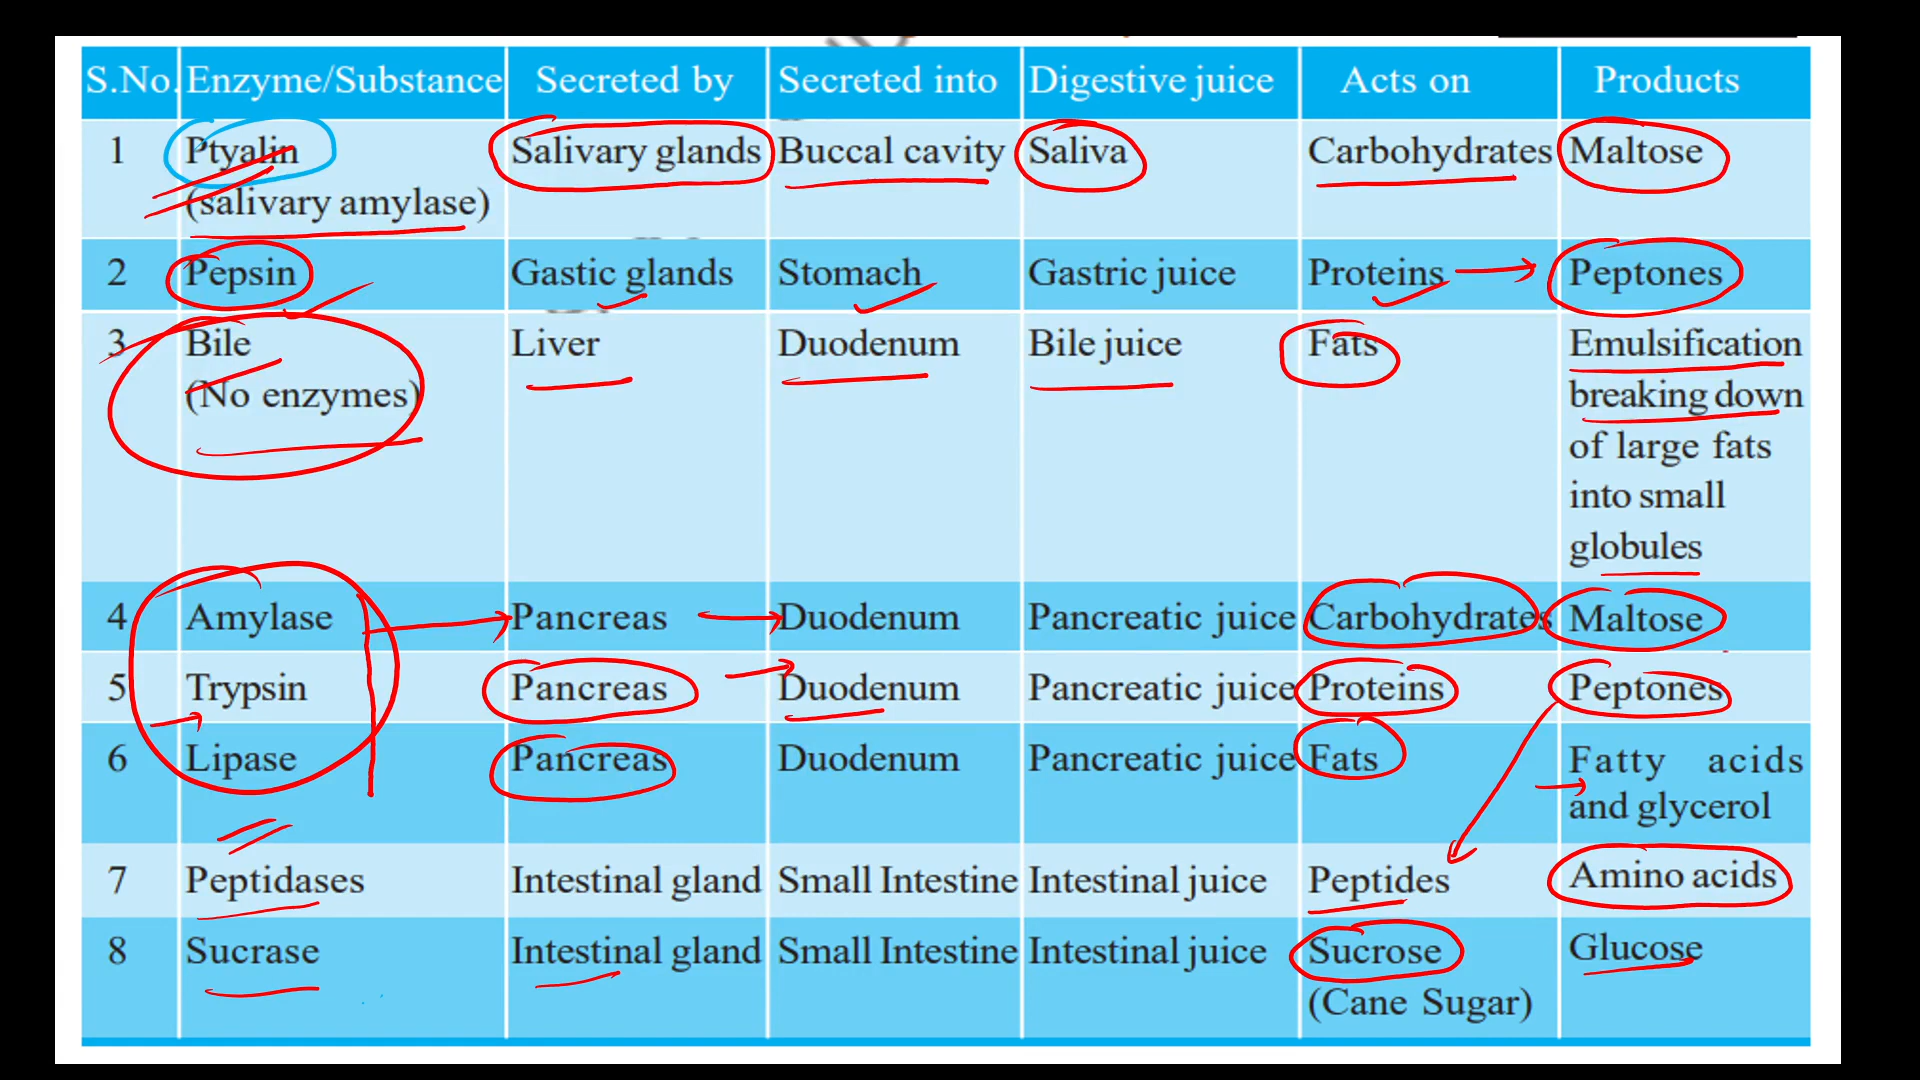 S.No. Enzyme/Substance Secreted by Secreted into Digestive juice Acts on Products
1 Ptyalin Salivary glands Buccal cavity Saliva Carbohydrates Maltose
(salivary amylase)
2 Pepsin Gastic glands Stomach Gastric juice Proteins Peptones
3 Bile Liver Duodenum Bile juice Fats Emulsification
(No enzymes) breaking down
of large fats
into small
globules
4 Amylase Pancreas Duodenum Pancreatic juice Carbohydrates Maltose
5 Trypsin Pancreas Duodenum Pancreatic juice Proteins Peptones
6 Lipase Pancreas Duodenum Pancreatic juice Fats Fatty acids
and glycerol
7 Peptidases Intestinal gland Small Intestine Intestinal juice Peptides Amino acids
8 Sucrase Intestinal gland Small Intestine Intestinal juice Sucrose Glucose
(Cane Sugar)